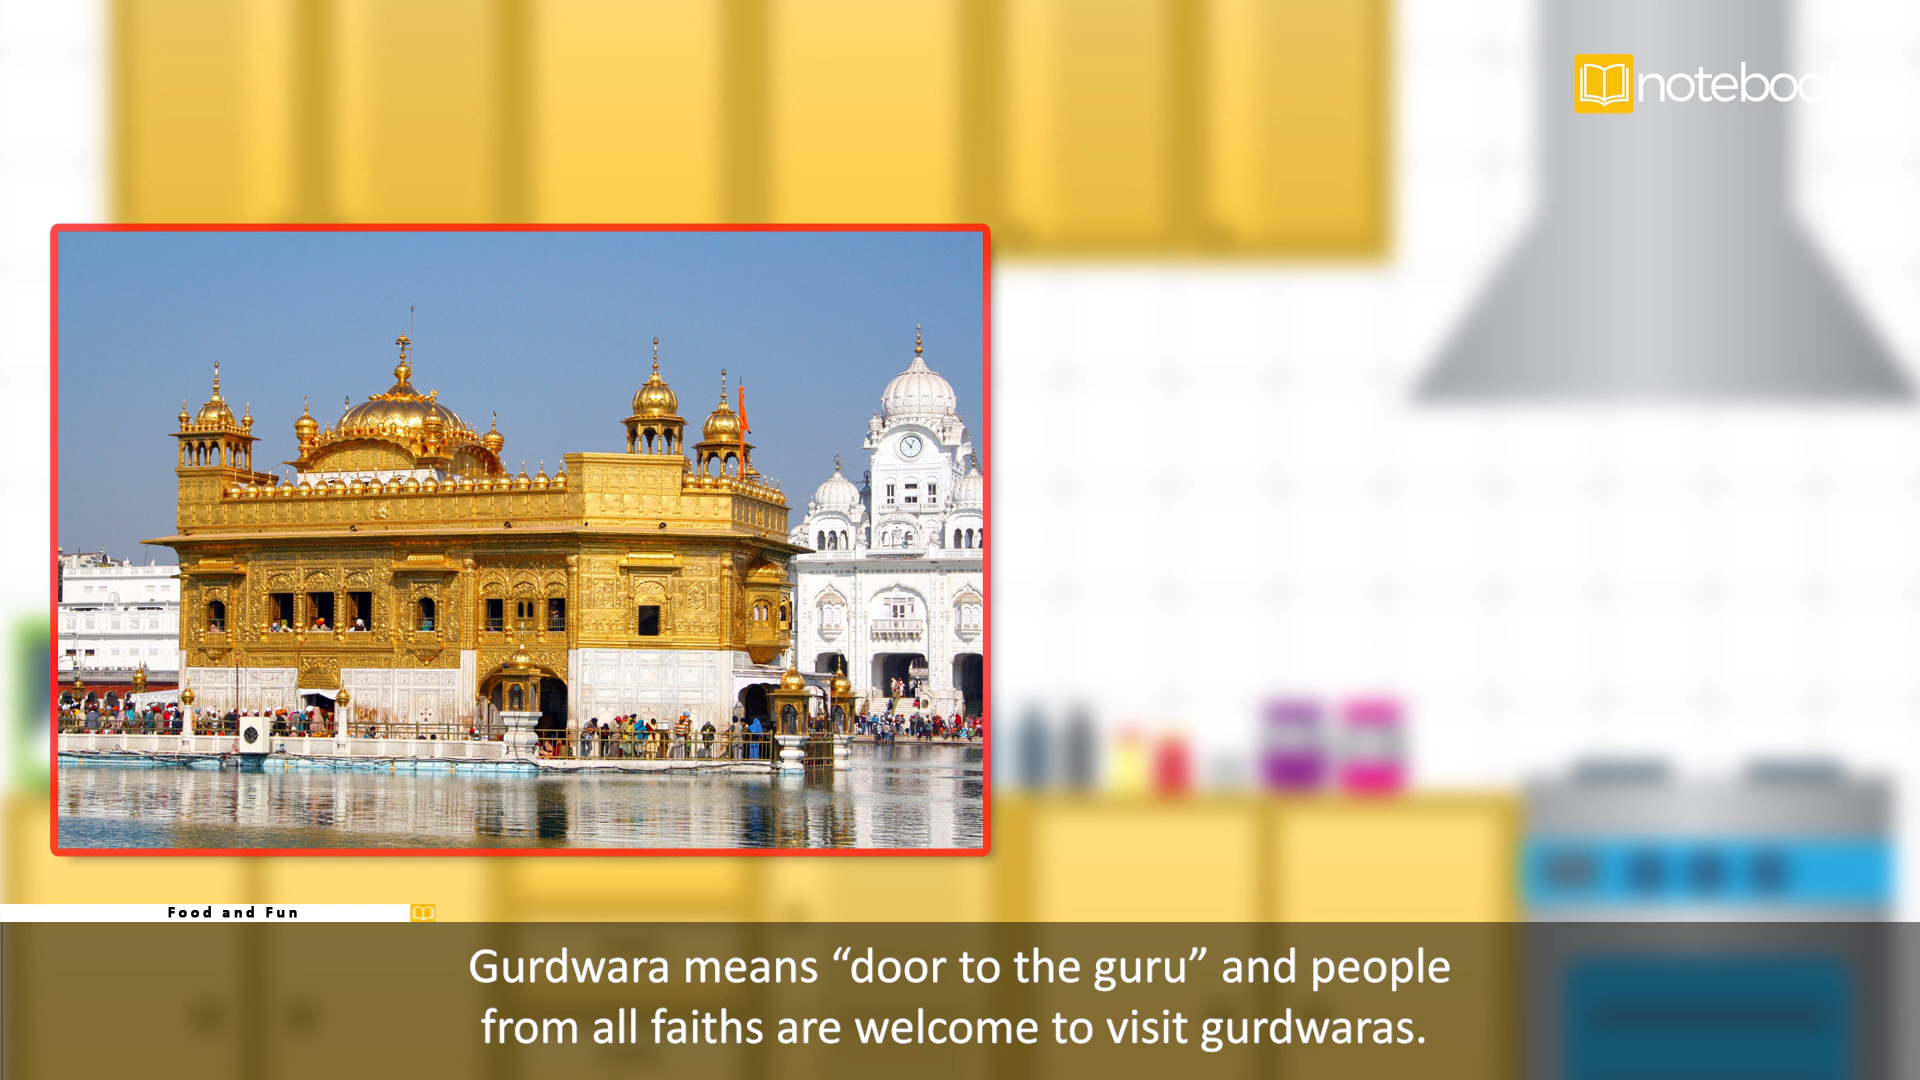 noteboo
Food and Fun
Gurdwara means “door to the guru” and people
from all faiths are welcome to visit gurdwaras.